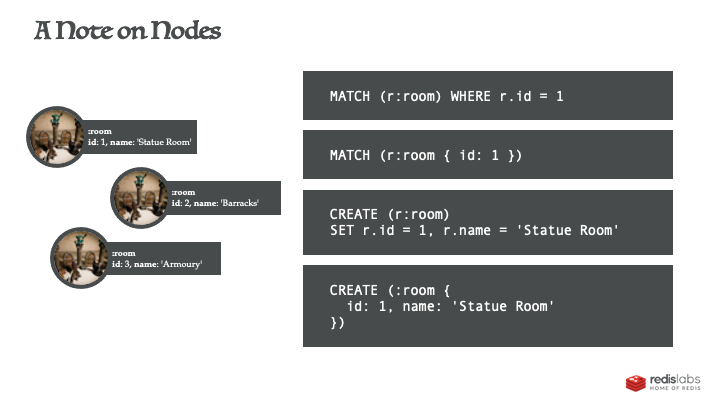 A Note on Nodes
:room
id: 1, name: 'Statue Room'
:room
id: 2, name: 'Barracks'
:room
id: 3, name: 'Armoury'
MATCH (r:room) WHERE r.id = 1
MATCH (r:room { id: 1 })
CREATE (r:room)
SET r.id = 1, r.name = 'Statue Room'
CREATE (:room {
  id: 1, name: 'Statue Room'
})
redislabs
HOME OF REDIS